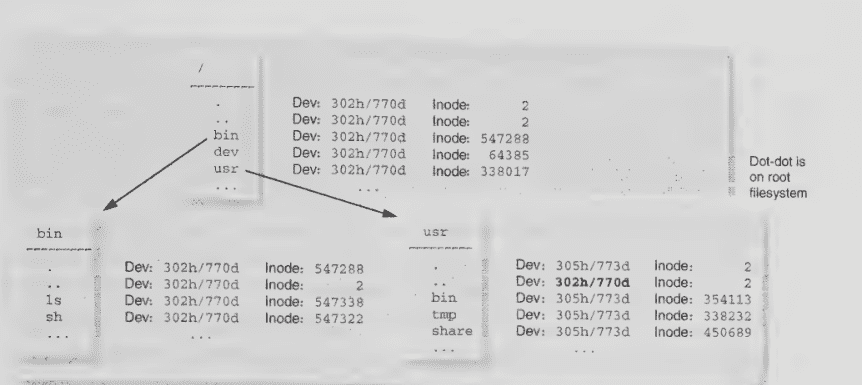 /
. Dev: 302h/770d Inode: 2
.. Dev: 302h/770d Inode: 2
bin Dev: 302h/770d Inode: 547288
dev Dev: 302h/770d Inode: 64385
usr Dev: 302h/770d Inode: 338017
... ...
Dot-dot is
on root
filesystem
bin
. Dev: 302h/770d Inode: 547288
.. Dev: 302h/770d Inode: 2
ls Dev: 302h/770d Inode: 547338
sh Dev: 302h/770d Inode: 547322
... ...
usr
. Dev: 305h/773d Inode: 2
.. Dev: 302h/770d Inode: 2
bin Dev: 305h/773d Inode: 354113
tmp Dev: 305h/773d Inode: 338232
share Dev: 305h/773d Inode: 450689
... ...